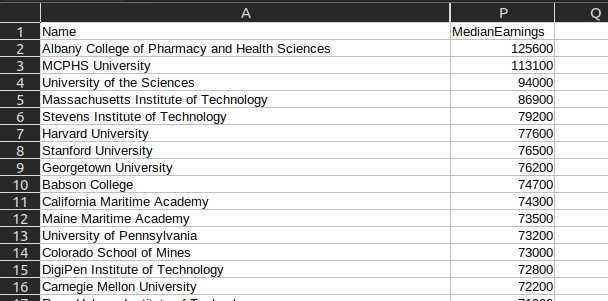 A P Q
1 Name MedianEarnings
2 Albany College of Pharmacy and Health Sciences 125600
3 MCPHS University 113100
4 University of the Sciences 94000
5 Massachusetts Institute of Technology 86900
6 Stevens Institute of Technology 79200
7 Harvard University 77600
8 Stanford University 76500
9 Georgetown University 76200
10 Babson College 74700
11 California Maritime Academy 74300
12 Maine Maritime Academy 73500
13 University of Pennsylvania 73200
14 Colorado School of Mines 73000
15 DigiPen Institute of Technology 72800
16 Carnegie Mellon University 72200